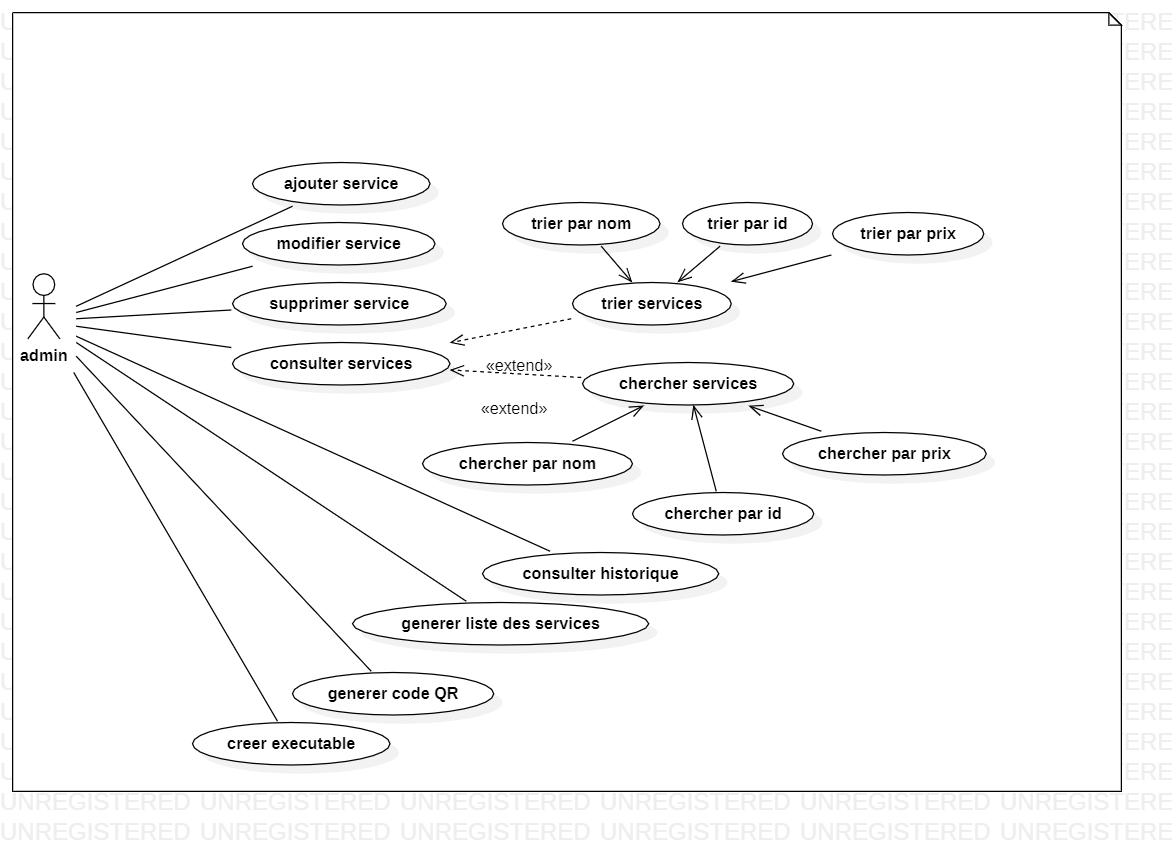 ajouter service
modifier service
supprimer service
consulter services
admin
trier par nom
trier par id
trier par prix
trier services
«extend»
chercher services
«extend»
chercher par nom
chercher par prix
chercher par id
consulter historique
generer liste des services
generer code QR
creer executable
UNREGISTERED UNREGISTERED UNREGISTERED UNREGISTERED UNREGISTERED UNREGISTERED
UNREGISTERED UNREGISTERED UNREGISTERED UNREGISTERED UNREGISTERED UNREGISTERED